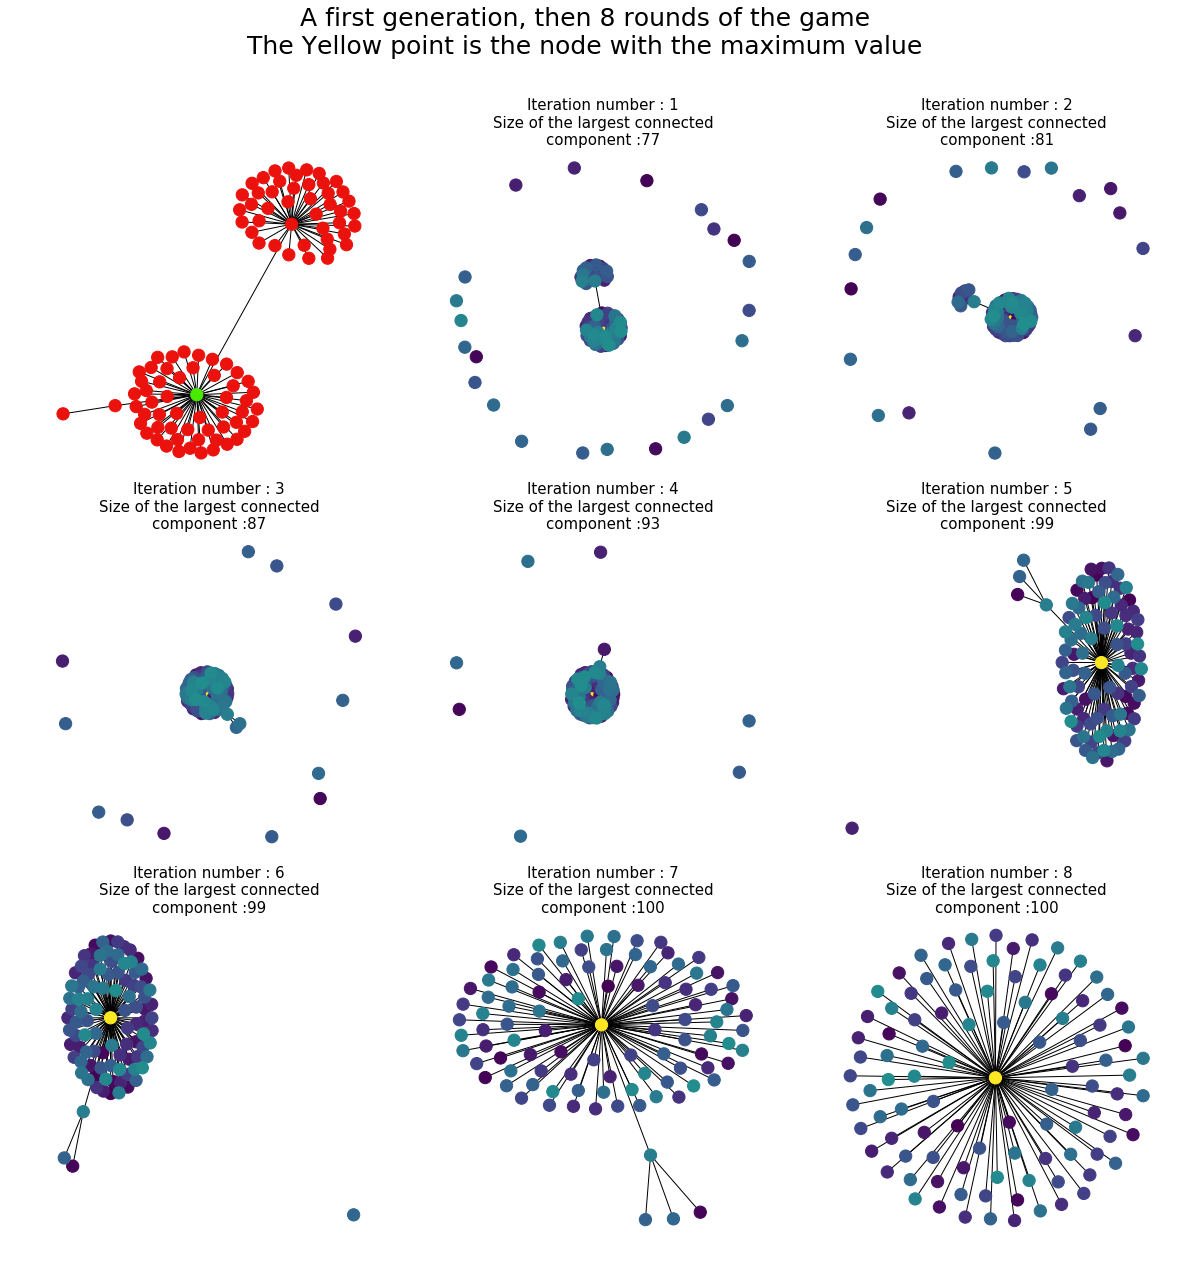 A first generation, then 8 rounds of the game
The Yellow point is the node with the maximum value
Iteration number : 1
Size of the largest connected
component :77
Iteration number : 2
Size of the largest connected
component :81
Iteration number : 3
Size of the largest connected
component :87
Iteration number : 4
Size of the largest connected
component :93
Iteration number : 5
Size of the largest connected
component :99
Iteration number : 6
Size of the largest connected
component :99
Iteration number : 7
Size of the largest connected
component :100
Iteration number : 8
Size of the largest connected
component :100